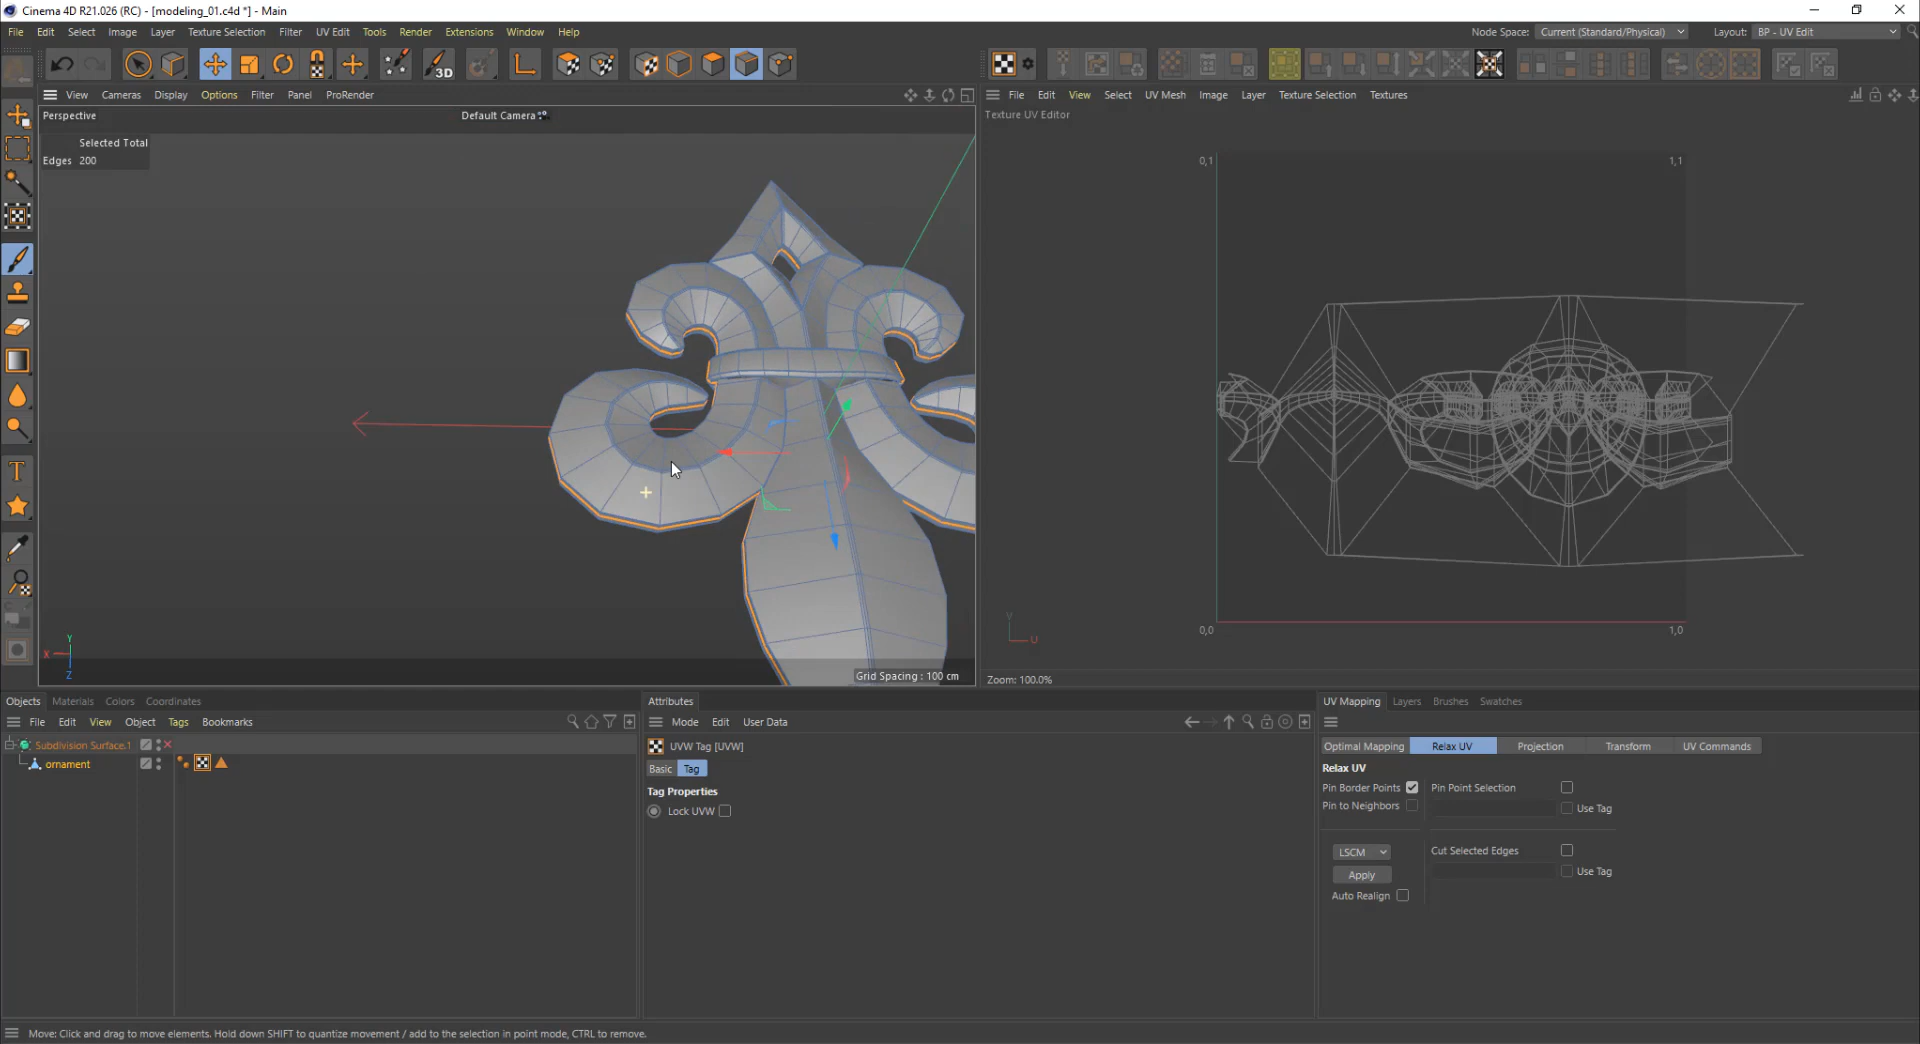 Cinema 4D R21.026 (RC) - [modeling_01.c4d *] - Main
File Edit Select Image Layer Texture Selection Filter UV Edit Tools Render Extensions Window Help
Node Space: Current (Standard/Physical) Layout: BP - UV Edit
3D
View Cameras Display Options Filter Panel ProRender
File Edit View Select UV Mesh Image Layer Texture Selection Textures
Perspective
Default Camera
Texture UV Editor
Selected Total
Edges 200
0,1
1,1
0,0
1,0
V
U
Y
X
Z
T
Grid Spacing : 100 cm
Zoom: 100.0%
Objects Materials Colors Coordinates
File Edit View Object Tags Bookmarks
Subdivision Surface.1
ornament
Attributes
Mode Edit User Data
UVW Tag [UVW]
Basic Tag
Tag Properties
Lock UVW
UV Mapping Layers Brushes Swatches
Optimal Mapping Relax UV Projection Transform UV Commands
Relax UV
Pin Border Points
Pin Point Selection
Pin to Neighbors
Use Tag
LSCM
Cut Selected Edges
Apply
Use Tag
Auto Realign
Move: Click and drag to move elements. Hold down SHIFT to quantize movement / add to the selection in point mode, CTRL to remove.